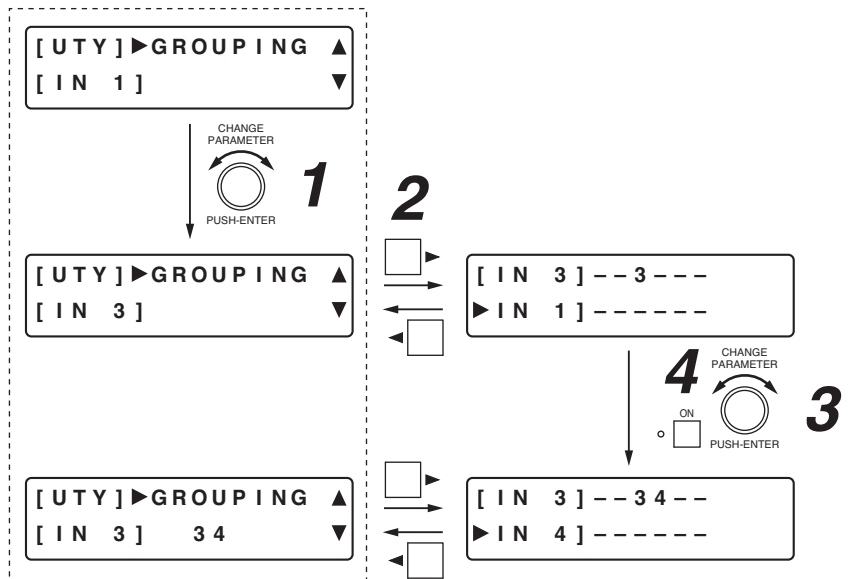 [UTY]▶GROUPING ▲
[IN 1] ▼
CHANGE
PARAMETER
PUSH-ENTER
1
2
[UTY]▶GROUPING ▲
[IN 3] ▼
▶
◀
[IN 3]--3---
▶IN 1]------
4
ON
CHANGE
PARAMETER
PUSH-ENTER
3
[UTY]▶GROUPING ▲
[IN 3] 34 ▼
▶
◀
[IN 3]--34--
▶IN 4]------